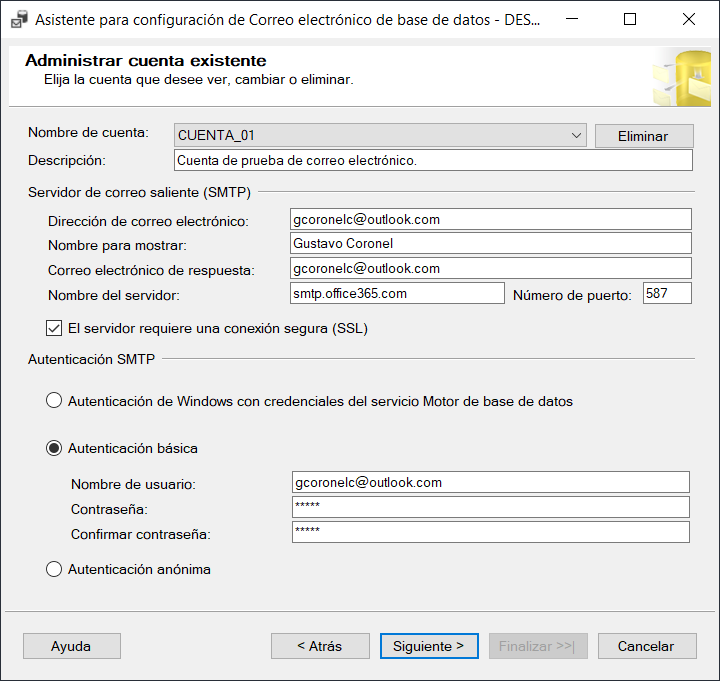 Asistente para configuración de Correo electrónico de base de datos - DES...
Administrar cuenta existente
Elija la cuenta que desee ver, cambiar o eliminar.
Nombre de cuenta: CUENTA_01 Eliminar
Descripción: Cuenta de prueba de correo electrónico.
Servidor de correo saliente (SMTP)
Dirección de correo electrónico: gcoronelc@outlook.com
Nombre para mostrar: Gustavo Coronel
Correo electrónico de respuesta: gcoronelc@outlook.com
Nombre del servidor: smtp.office365.com Número de puerto: 587
El servidor requiere una conexión segura (SSL)
Autenticación SMTP
Autenticación de Windows con credenciales del servicio Motor de base de datos
Autenticación básica
Nombre de usuario: gcoronelc@outlook.com
Contraseña: *****
Confirmar contraseña: *****
Autenticación anónima
Ayuda < Atrás Siguiente > Finalizar >>| Cancelar